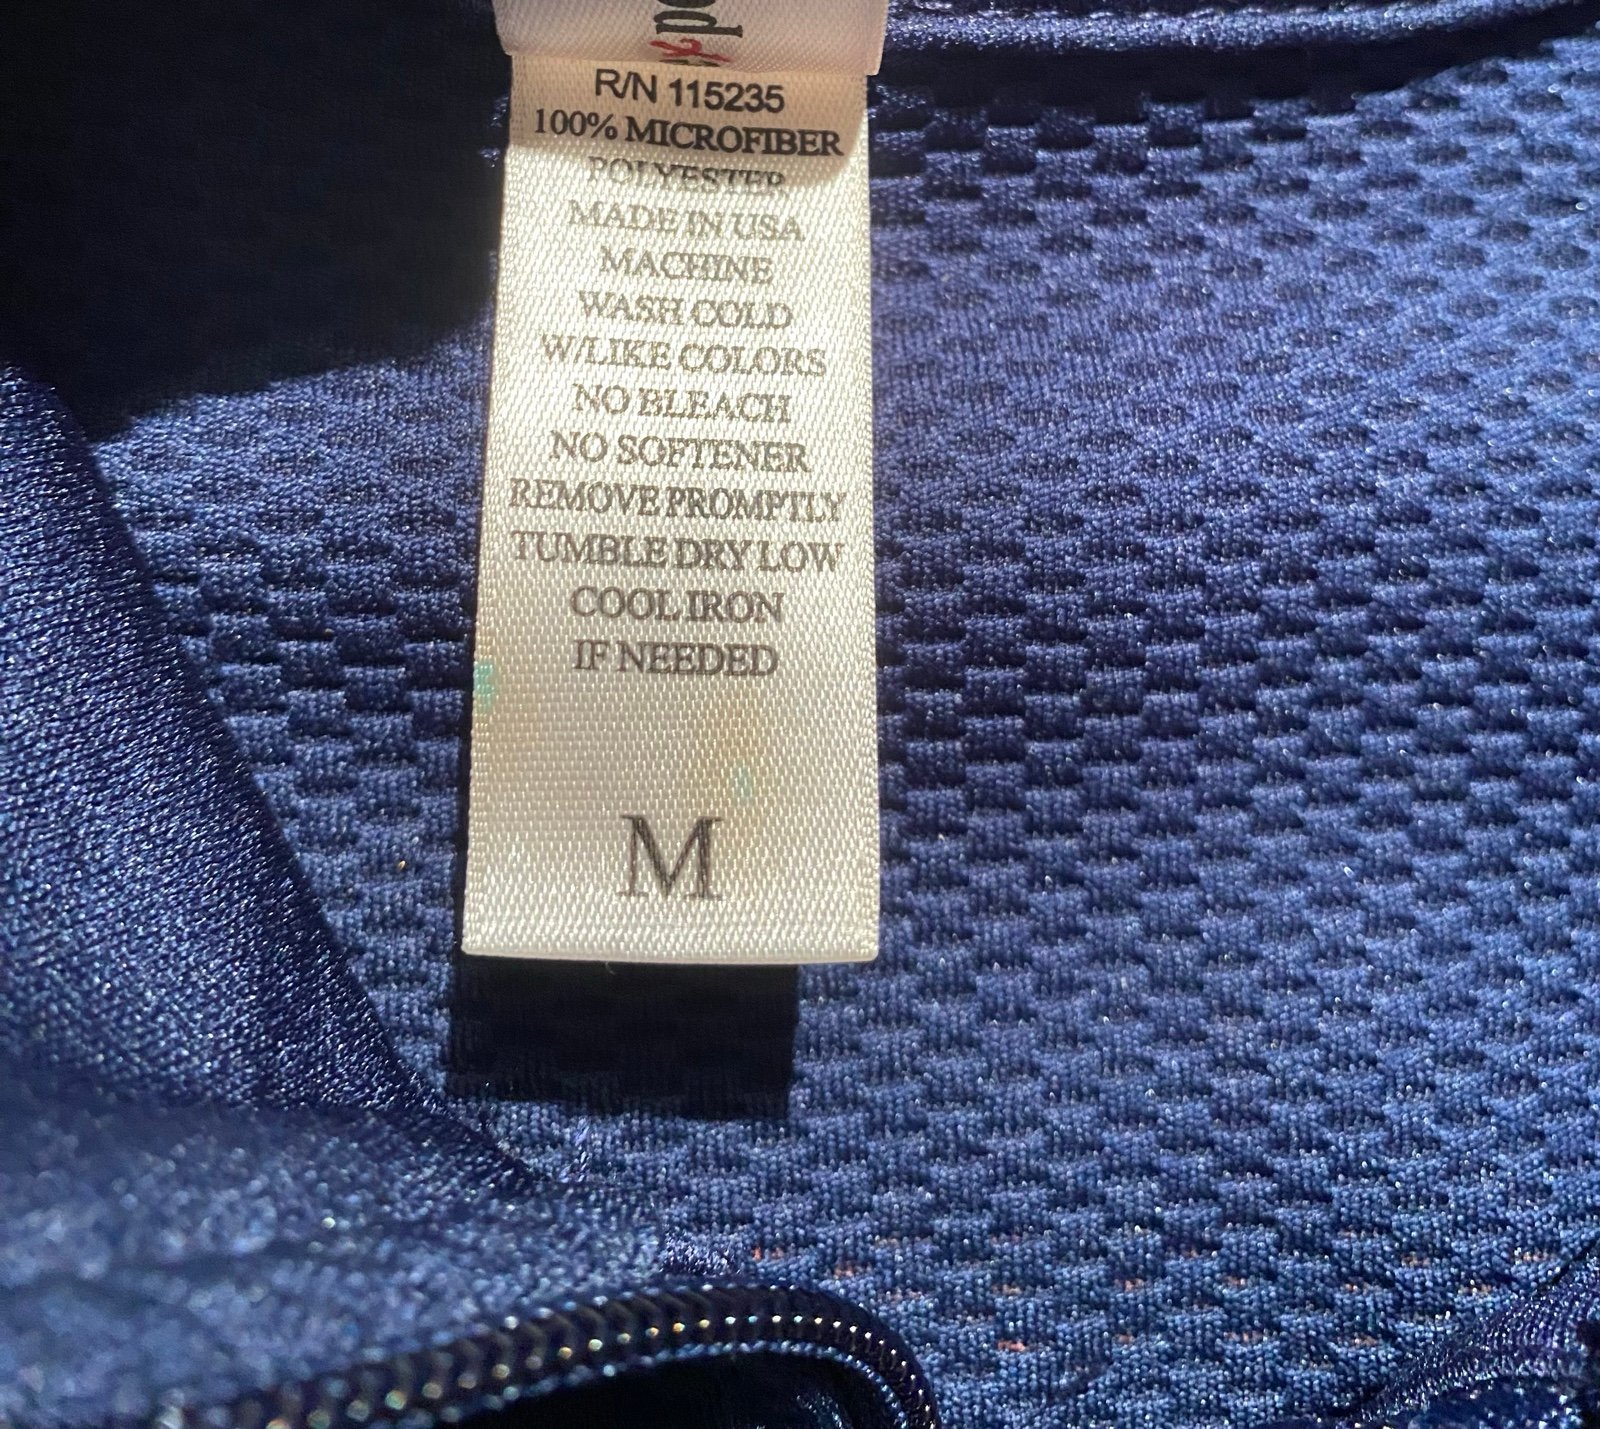 R/N 115235
100% MICROFIBER
POLYESTER
MADE IN USA
MACHINE
WASH COLD
W/LIKE COLORS
NO BLEACH
NO SOFTENER
REMOVE PROMPTLY
TUMBLE DRY LOW
COOL IRON
IF NEEDED
M